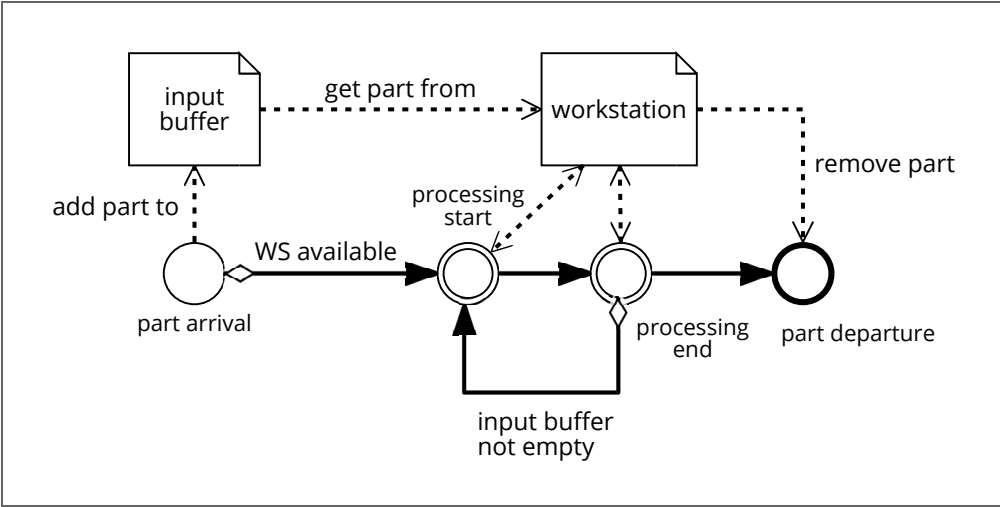 input
buffer
get part from
workstation
remove part
add part to
processing
start
WS available
part arrival
processing
end
part departure
input buffer
not empty